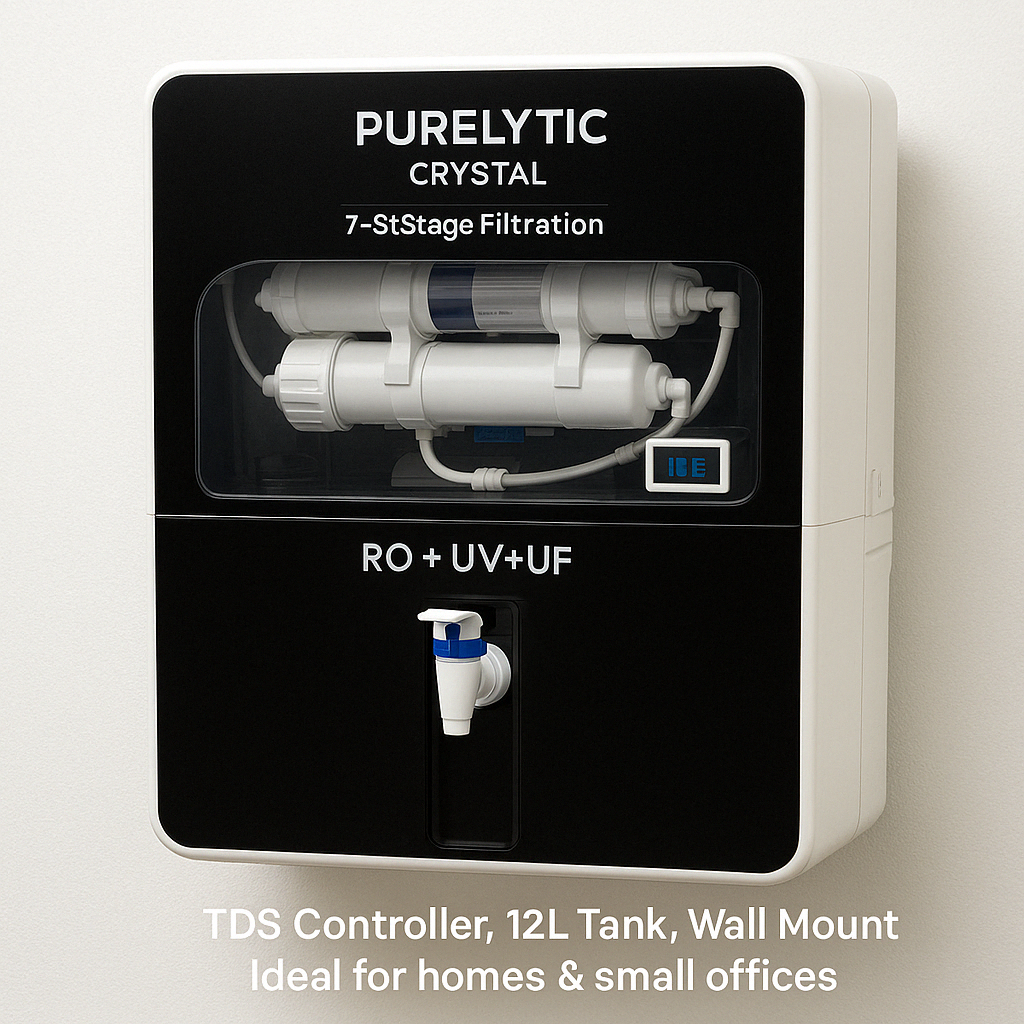 PURELYTIC
CRYSTAL
7-StStage Filtration
RO + UV+UF
TDS Controller, 12L Tank, Wall Mount
Ideal for homes & small offices